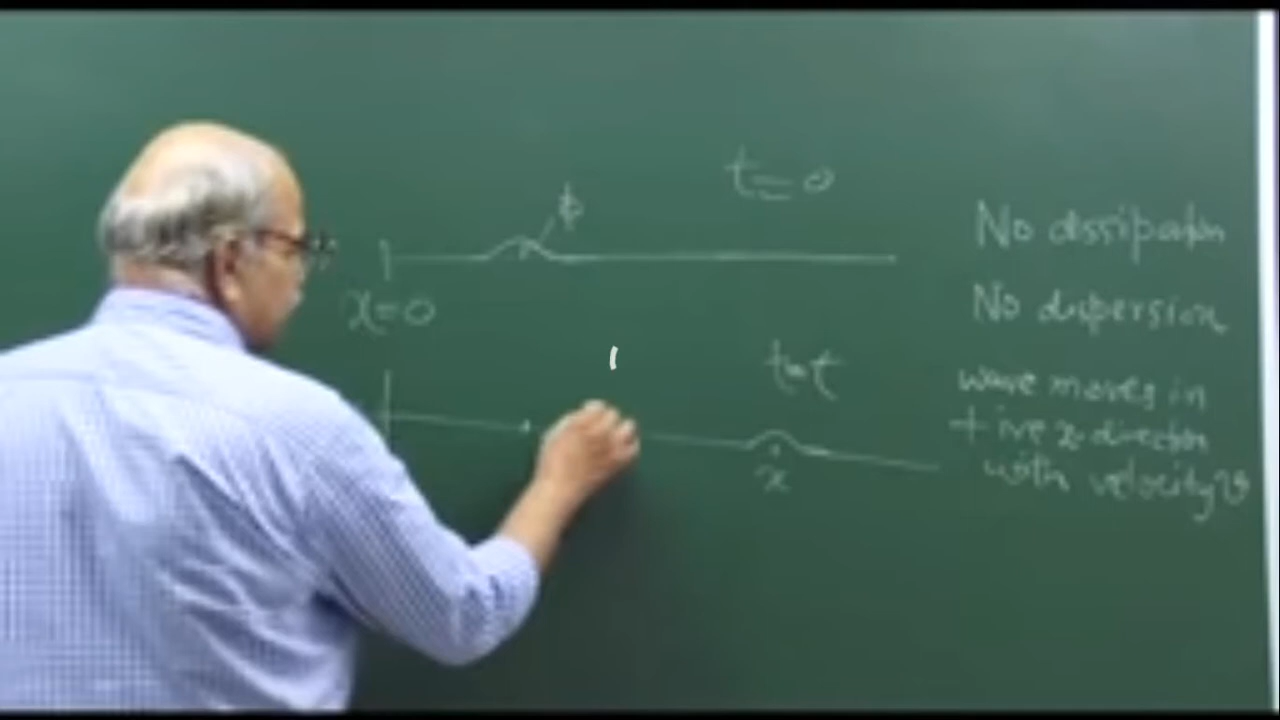 t=0
x=0
t=t
x
No dissipation
No dispersion
wave moves in
+ive x direction
with velocity v